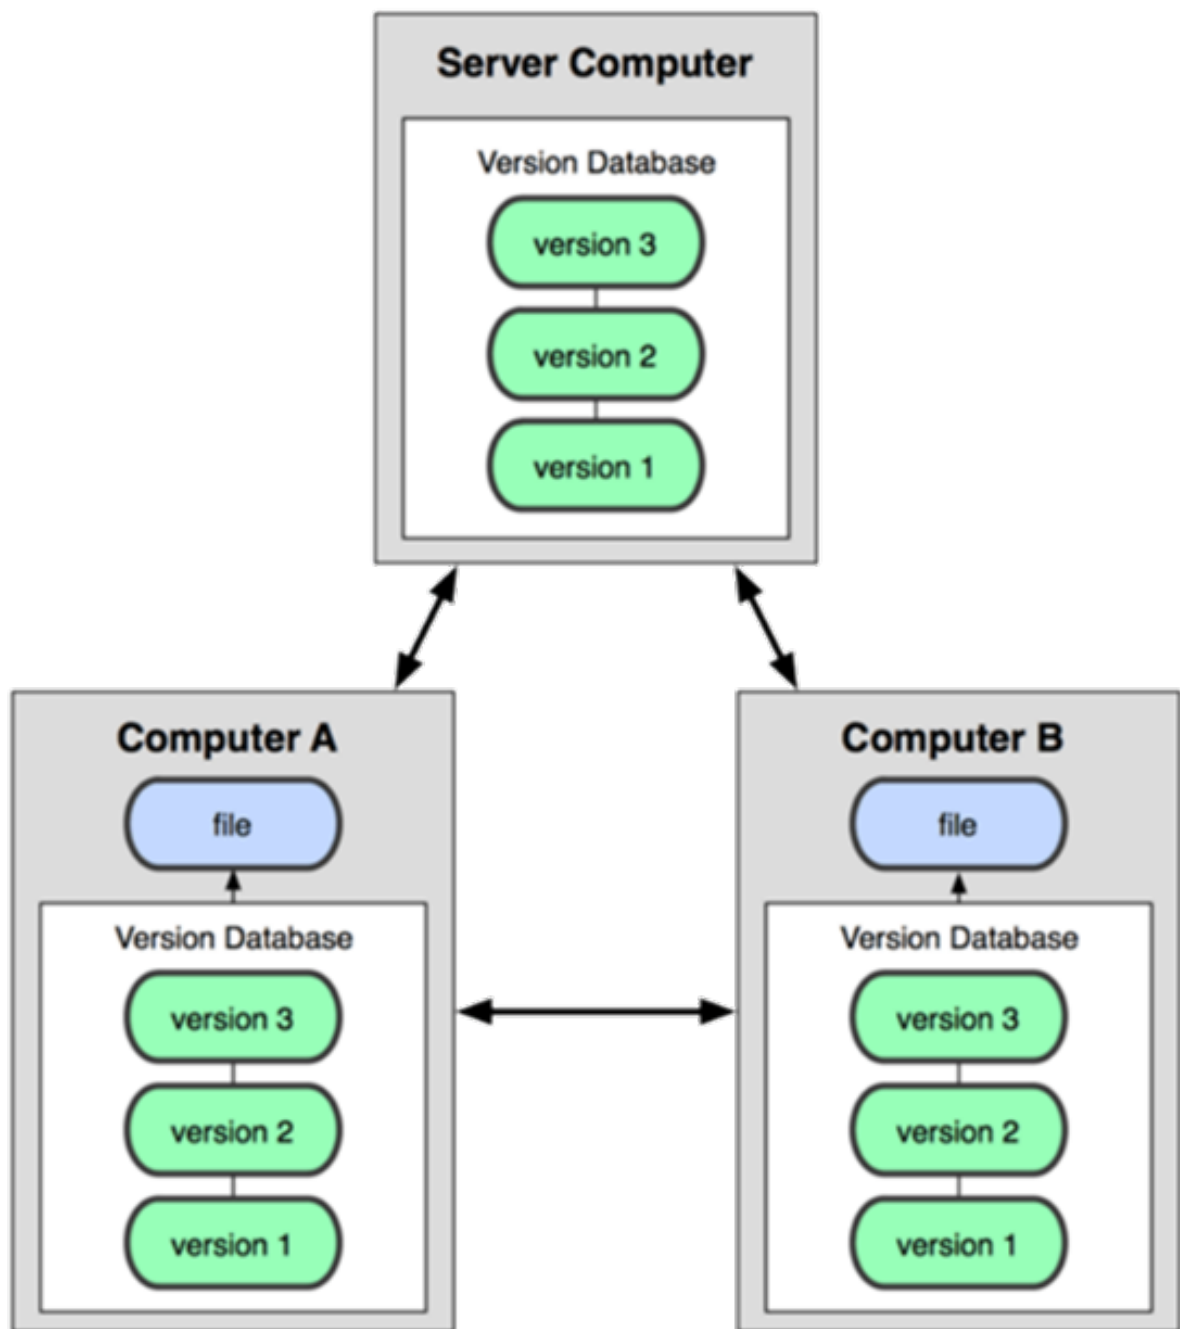 Server Computer
Version Database
version 3
version 2
version 1
Computer A
file
Version Database
version 3
version 2
version 1
Computer B
file
Version Database
version 3
version 2
version 1